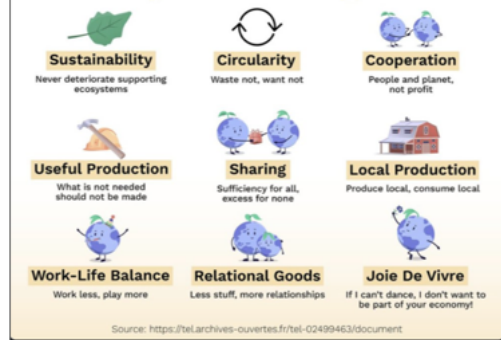 Sustainability
Never deteriorate supporting
ecosystems
Circularity
Waste not, want not
Cooperation
People and planet,
not profit
Useful Production
What is not needed
should not be made
Sharing
Sufficiency for all,
excess for none
Local Production
Produce local, consume local
Work-Life Balance
Work less, play more
Relational Goods
Less stuff, more relationships
Joie De Vivre
If I can't dance, I don't want to
be part of your economy!
Source: https://tel.archives-ouvertes.fr/tel-02499463/document